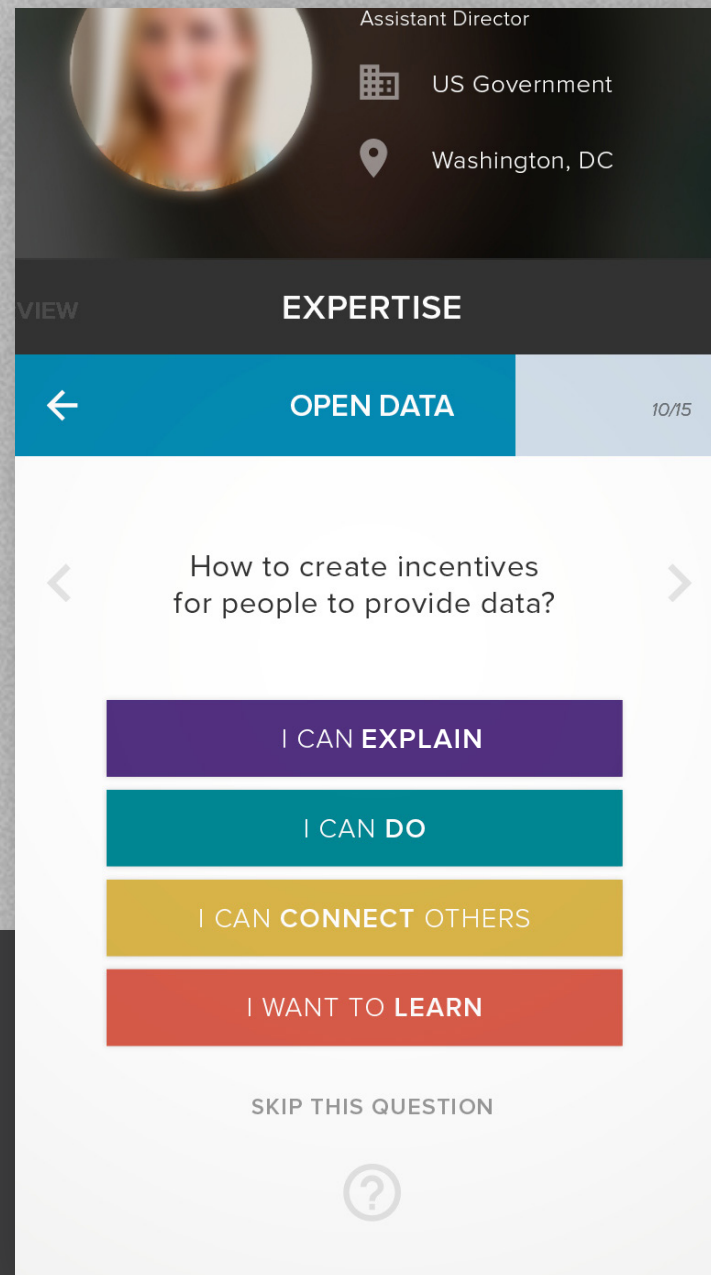 Assistant Director
US Government
Washington, DC
VIEW
EXPERTISE
OPEN DATA
10/15
How to create incentives
for people to provide data?
I CAN EXPLAIN
I CAN DO
I CAN CONNECT OTHERS
I WANT TO LEARN
SKIP THIS QUESTION
?